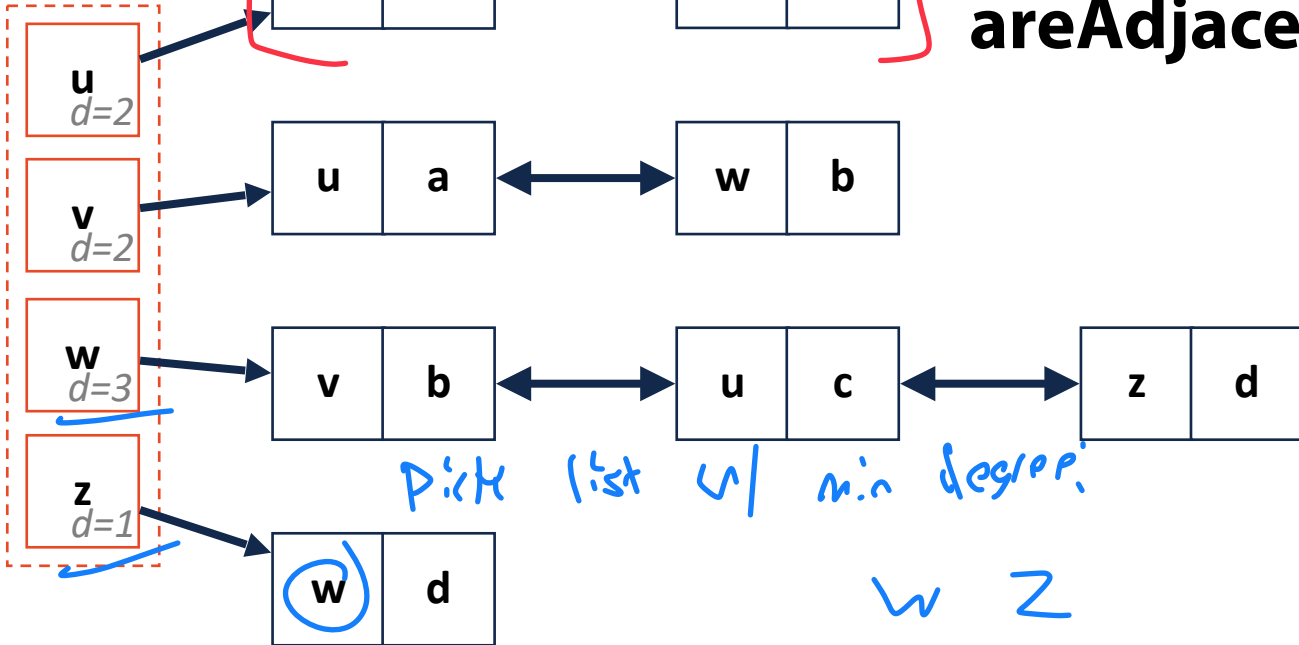 areAdjace
u
d=2
v
d=2
u a w b
w
d=3
v b u c z d
pick list w/ min degree:
z
d=1
w d
w z